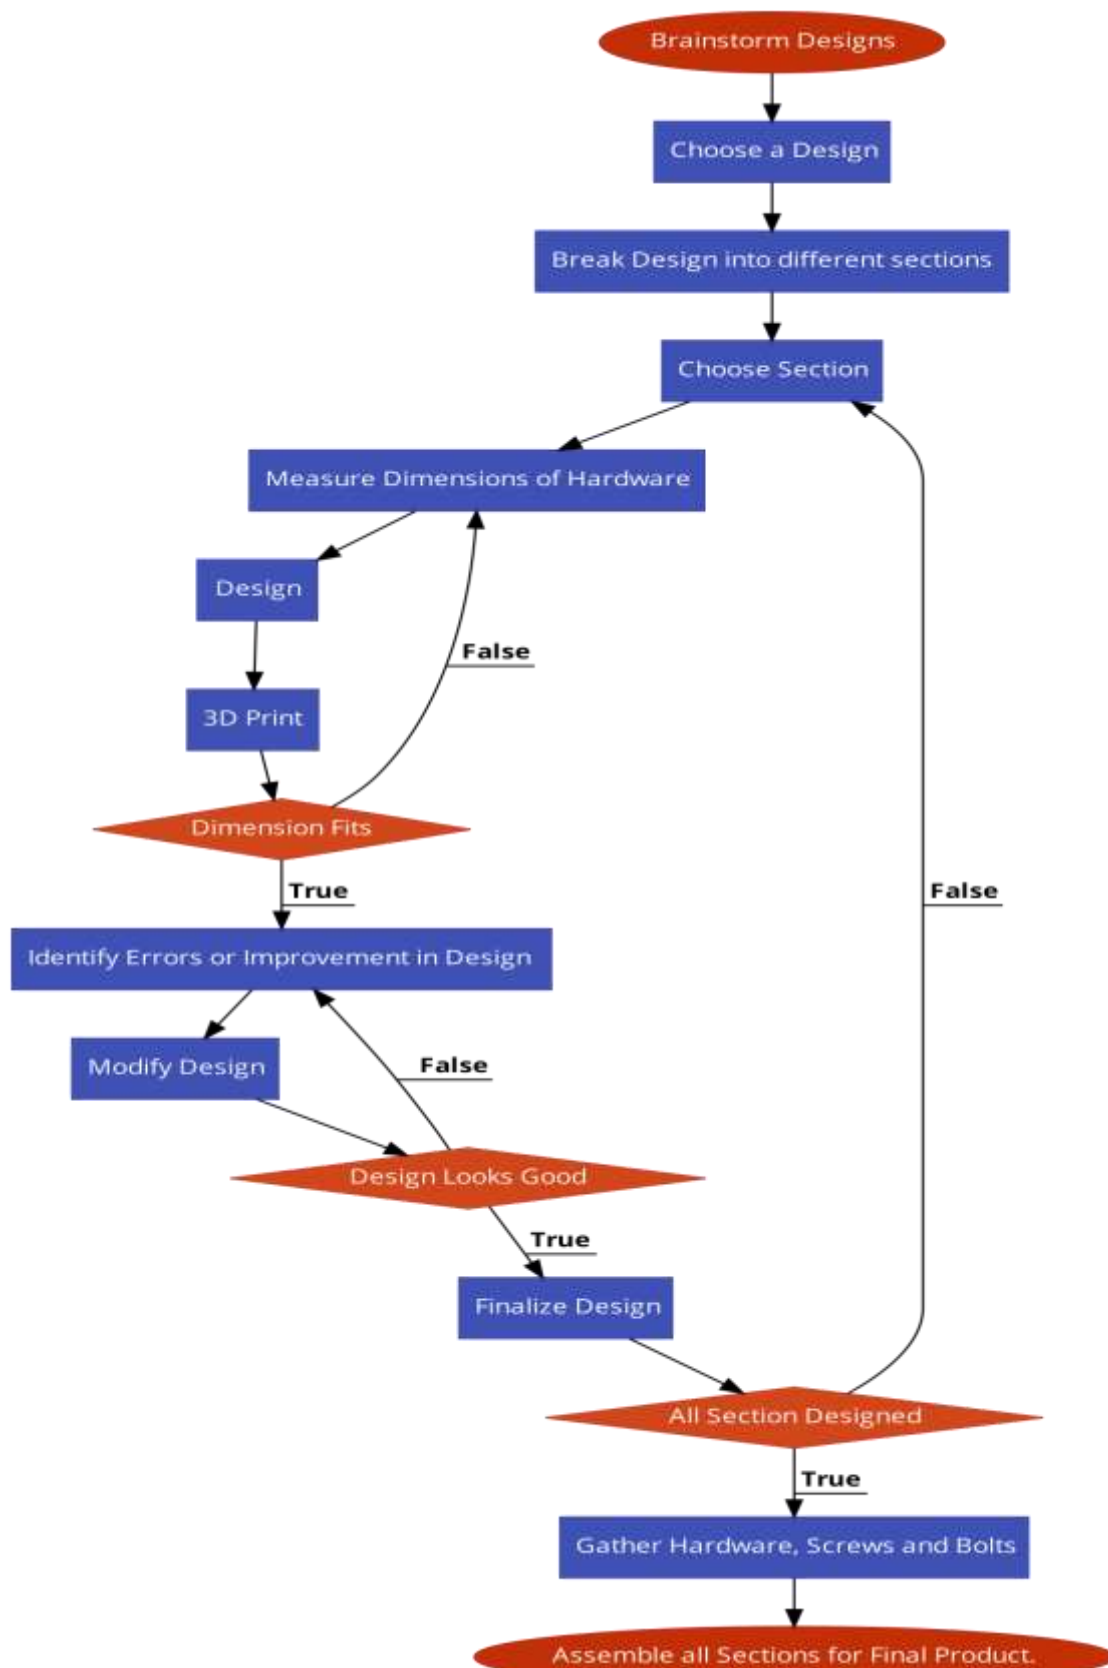 Brainstorm Designs
Choose a Design
Break Design into different sections
Choose Section
Measure Dimensions of Hardware
Design
False
3D Print
Dimension Fits
True
False
Identify Errors or Improvement in Design
Modify Design
False
Design Looks Good
True
Finalize Design
All Section Designed
True
Gather Hardware, Screws and Bolts
Assemble all Sections for Final Product.